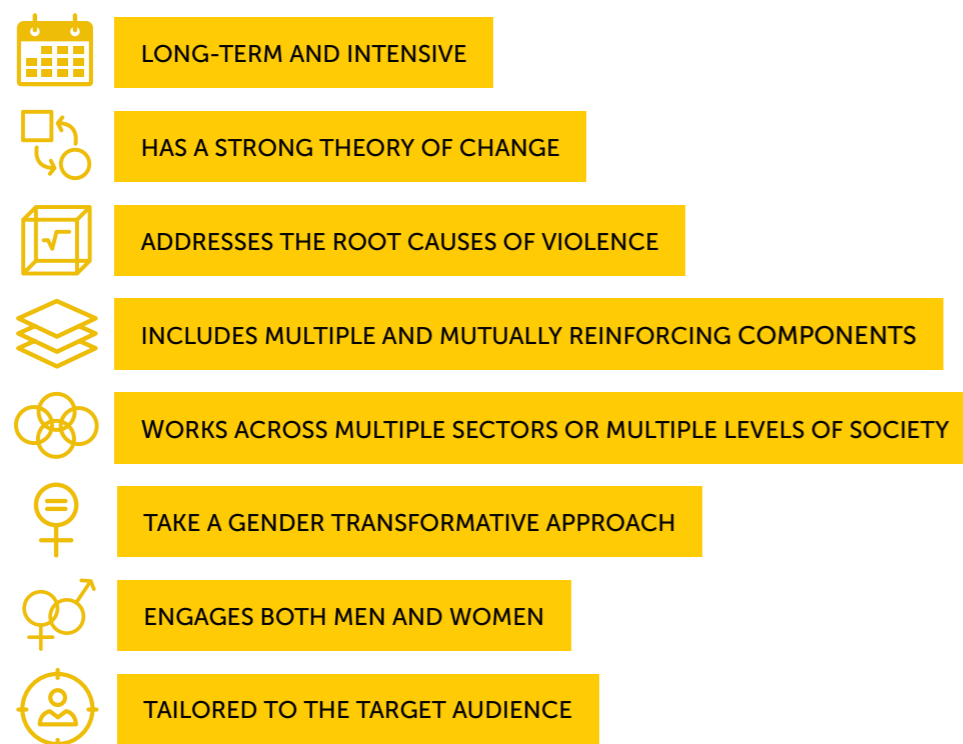 LONG-TERM AND INTENSIVE
HAS A STRONG THEORY OF CHANGE
ADDRESSES THE ROOT CAUSES OF VIOLENCE
INCLUDES MULTIPLE AND MUTUALLY REINFORCING COMPONENTS
WORKS ACROSS MULTIPLE SECTORS OR MULTIPLE LEVELS OF SOCIETY
TAKE A GENDER TRANSFORMATIVE APPROACH
ENGAGES BOTH MEN AND WOMEN
TAILORED TO THE TARGET AUDIENCE